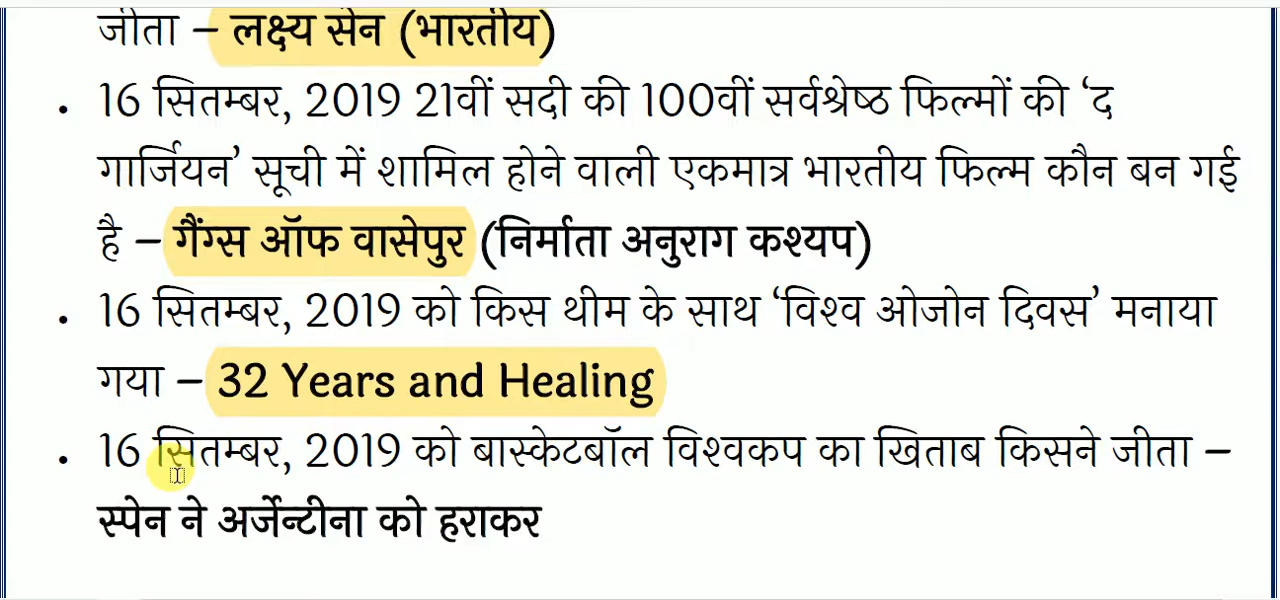 जीता – लक्ष्य सेन (भारतीय)
• 16 सितम्बर, 2019 21वीं सदी की 100वीं सर्वश्रेष्ठ फिल्मों की ‘द
गार्जियन’ सूची में शामिल होने वाली एकमात्र भारतीय फिल्म कौन बन गई
है – गैंग्स ऑफ वासेपुर (निर्माता अनुराग कश्यप)
• 16 सितम्बर, 2019 को किस थीम के साथ ‘विश्व ओजोन दिवस’ मनाया
गया – 32 Years and Healing
• 16 सितम्बर, 2019 को बास्केटबॉल विश्वकप का खिताब किसने जीता –
स्पेन ने अर्जेन्टीना को हराकर